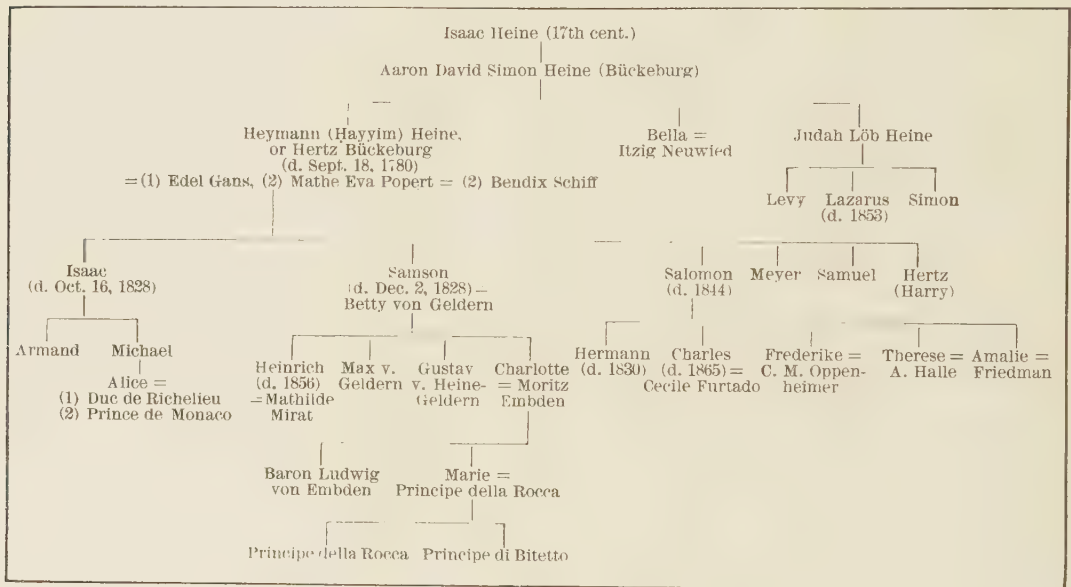 Isaac Heine (17th cent.)
Aaron David Simon Heine (Bückeburg)
Heymann (Hayyim) Heine,
or Hertz Bückeburg
(d. Sept. 18, 1780)
=(1) Edel Gans, (2) Mathe Eva Popert = (2) Bendix Schiff
Bella =
Itzig Neuwied
Judah Löb Heine
Levy
Lazarus
(d. 1853)
Simon
Isaac
(d. Oct. 16, 1828)
Samson
(d. Dec. 2, 1828) =
Betty von Geldern
Salomon
(d. 1844)
Meyer
Samuel
Hertz
(Harry)
Armand
Michael
Alice =
(1) Duc de Richelieu
(2) Prince de Monaco
Heinrich
(d. 1856)
=Mathilde
Mirat
Max v.
Geldern
Gustav
v. Heine-
Geldern
Charlotte
= Moritz
Embden
Hermann
(d. 1830)
Charles
(d. 1865) =
Cecile Furtado
Frederike =
C. M. Oppen-
heimer
Therese =
A. Halle
Amalie =
Friedman
Baron Ludwig
von Embden
Marie =
Principe della Rocca
Principe della Rocca
Principe di Bitetto